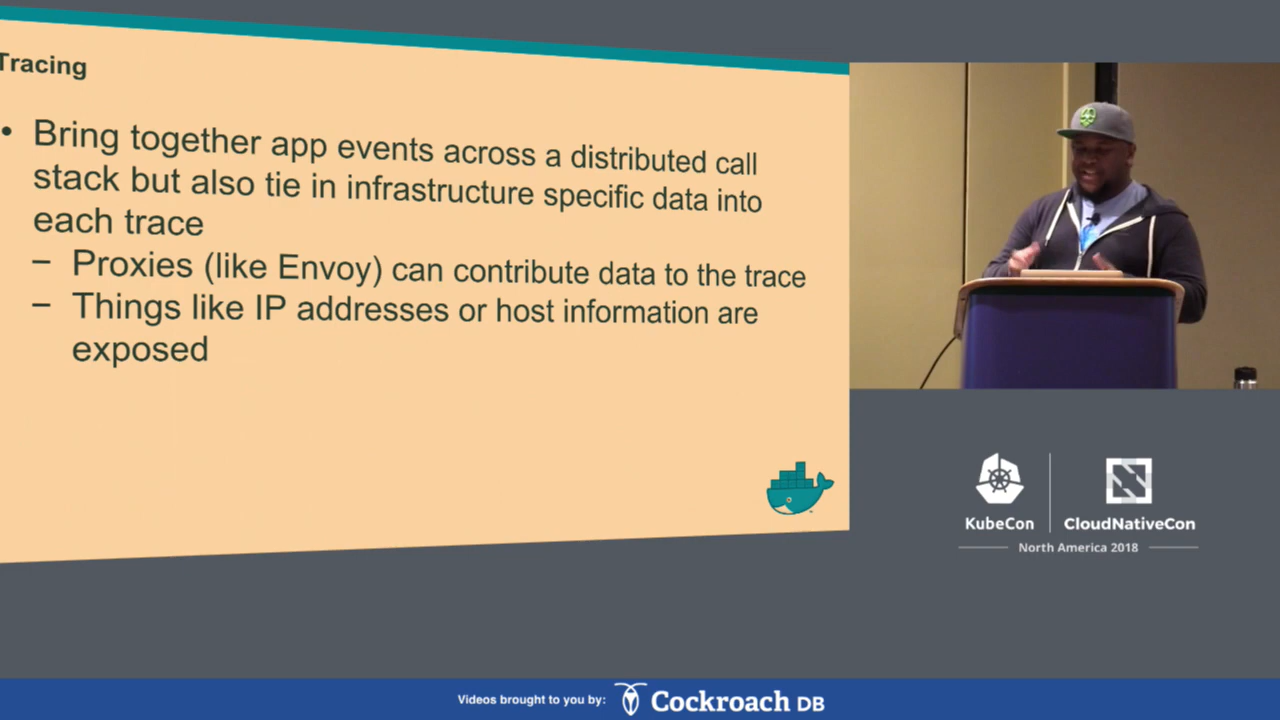 Tracing
• Bring together app events across a distributed call
stack but also tie in infrastructure specific data into
each trace
– Proxies (like Envoy) can contribute data to the trace
– Things like IP addresses or host information are
exposed
KubeCon
CloudNativeCon
North America 2018
Videos brought to you by:
Cockroach DB